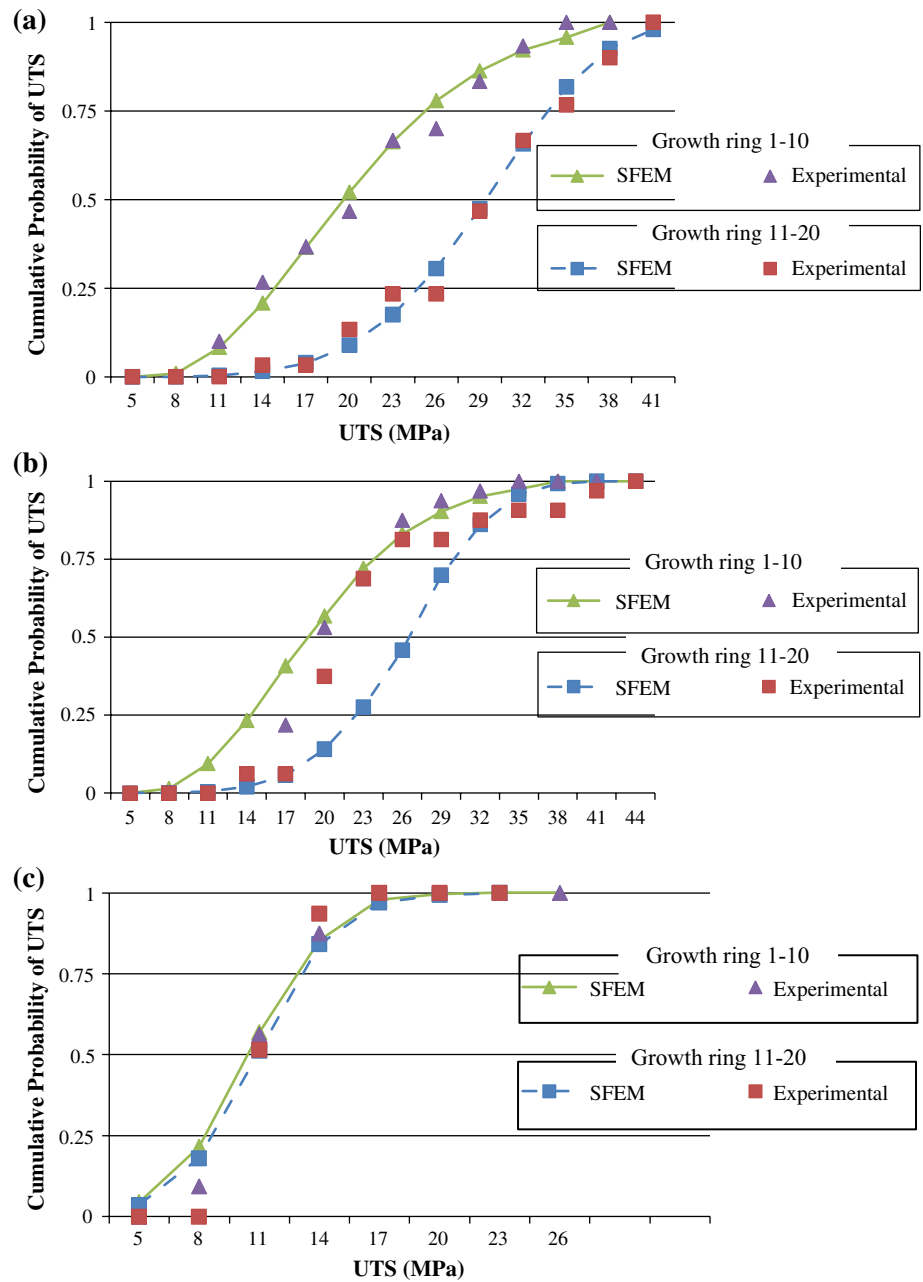 (a)
Cumulative Probability of UTS
1
0.75
0.5
0.25
0
5 8 11 14 17 20 23 26 29 32 35 38 41
UTS (MPa)
Growth ring 1-10
SFEM Experimental
Growth ring 11-20
SFEM Experimental
(b)
Cumulative Probability of UTS
1
0.75
0.5
0.25
0
5 8 11 14 17 20 23 26 29 32 35 38 41 44
UTS (MPa)
Growth ring 1-10
SFEM Experimental
Growth ring 11-20
SFEM Experimental
(c)
Cumulative Probability of UTS
1
0.75
0.5
0.25
0
5 8 11 14 17 20 23 26
UTS (MPa)
Growth ring 1-10
SFEM Experimental
Growth ring 11-20
SFEM Experimental